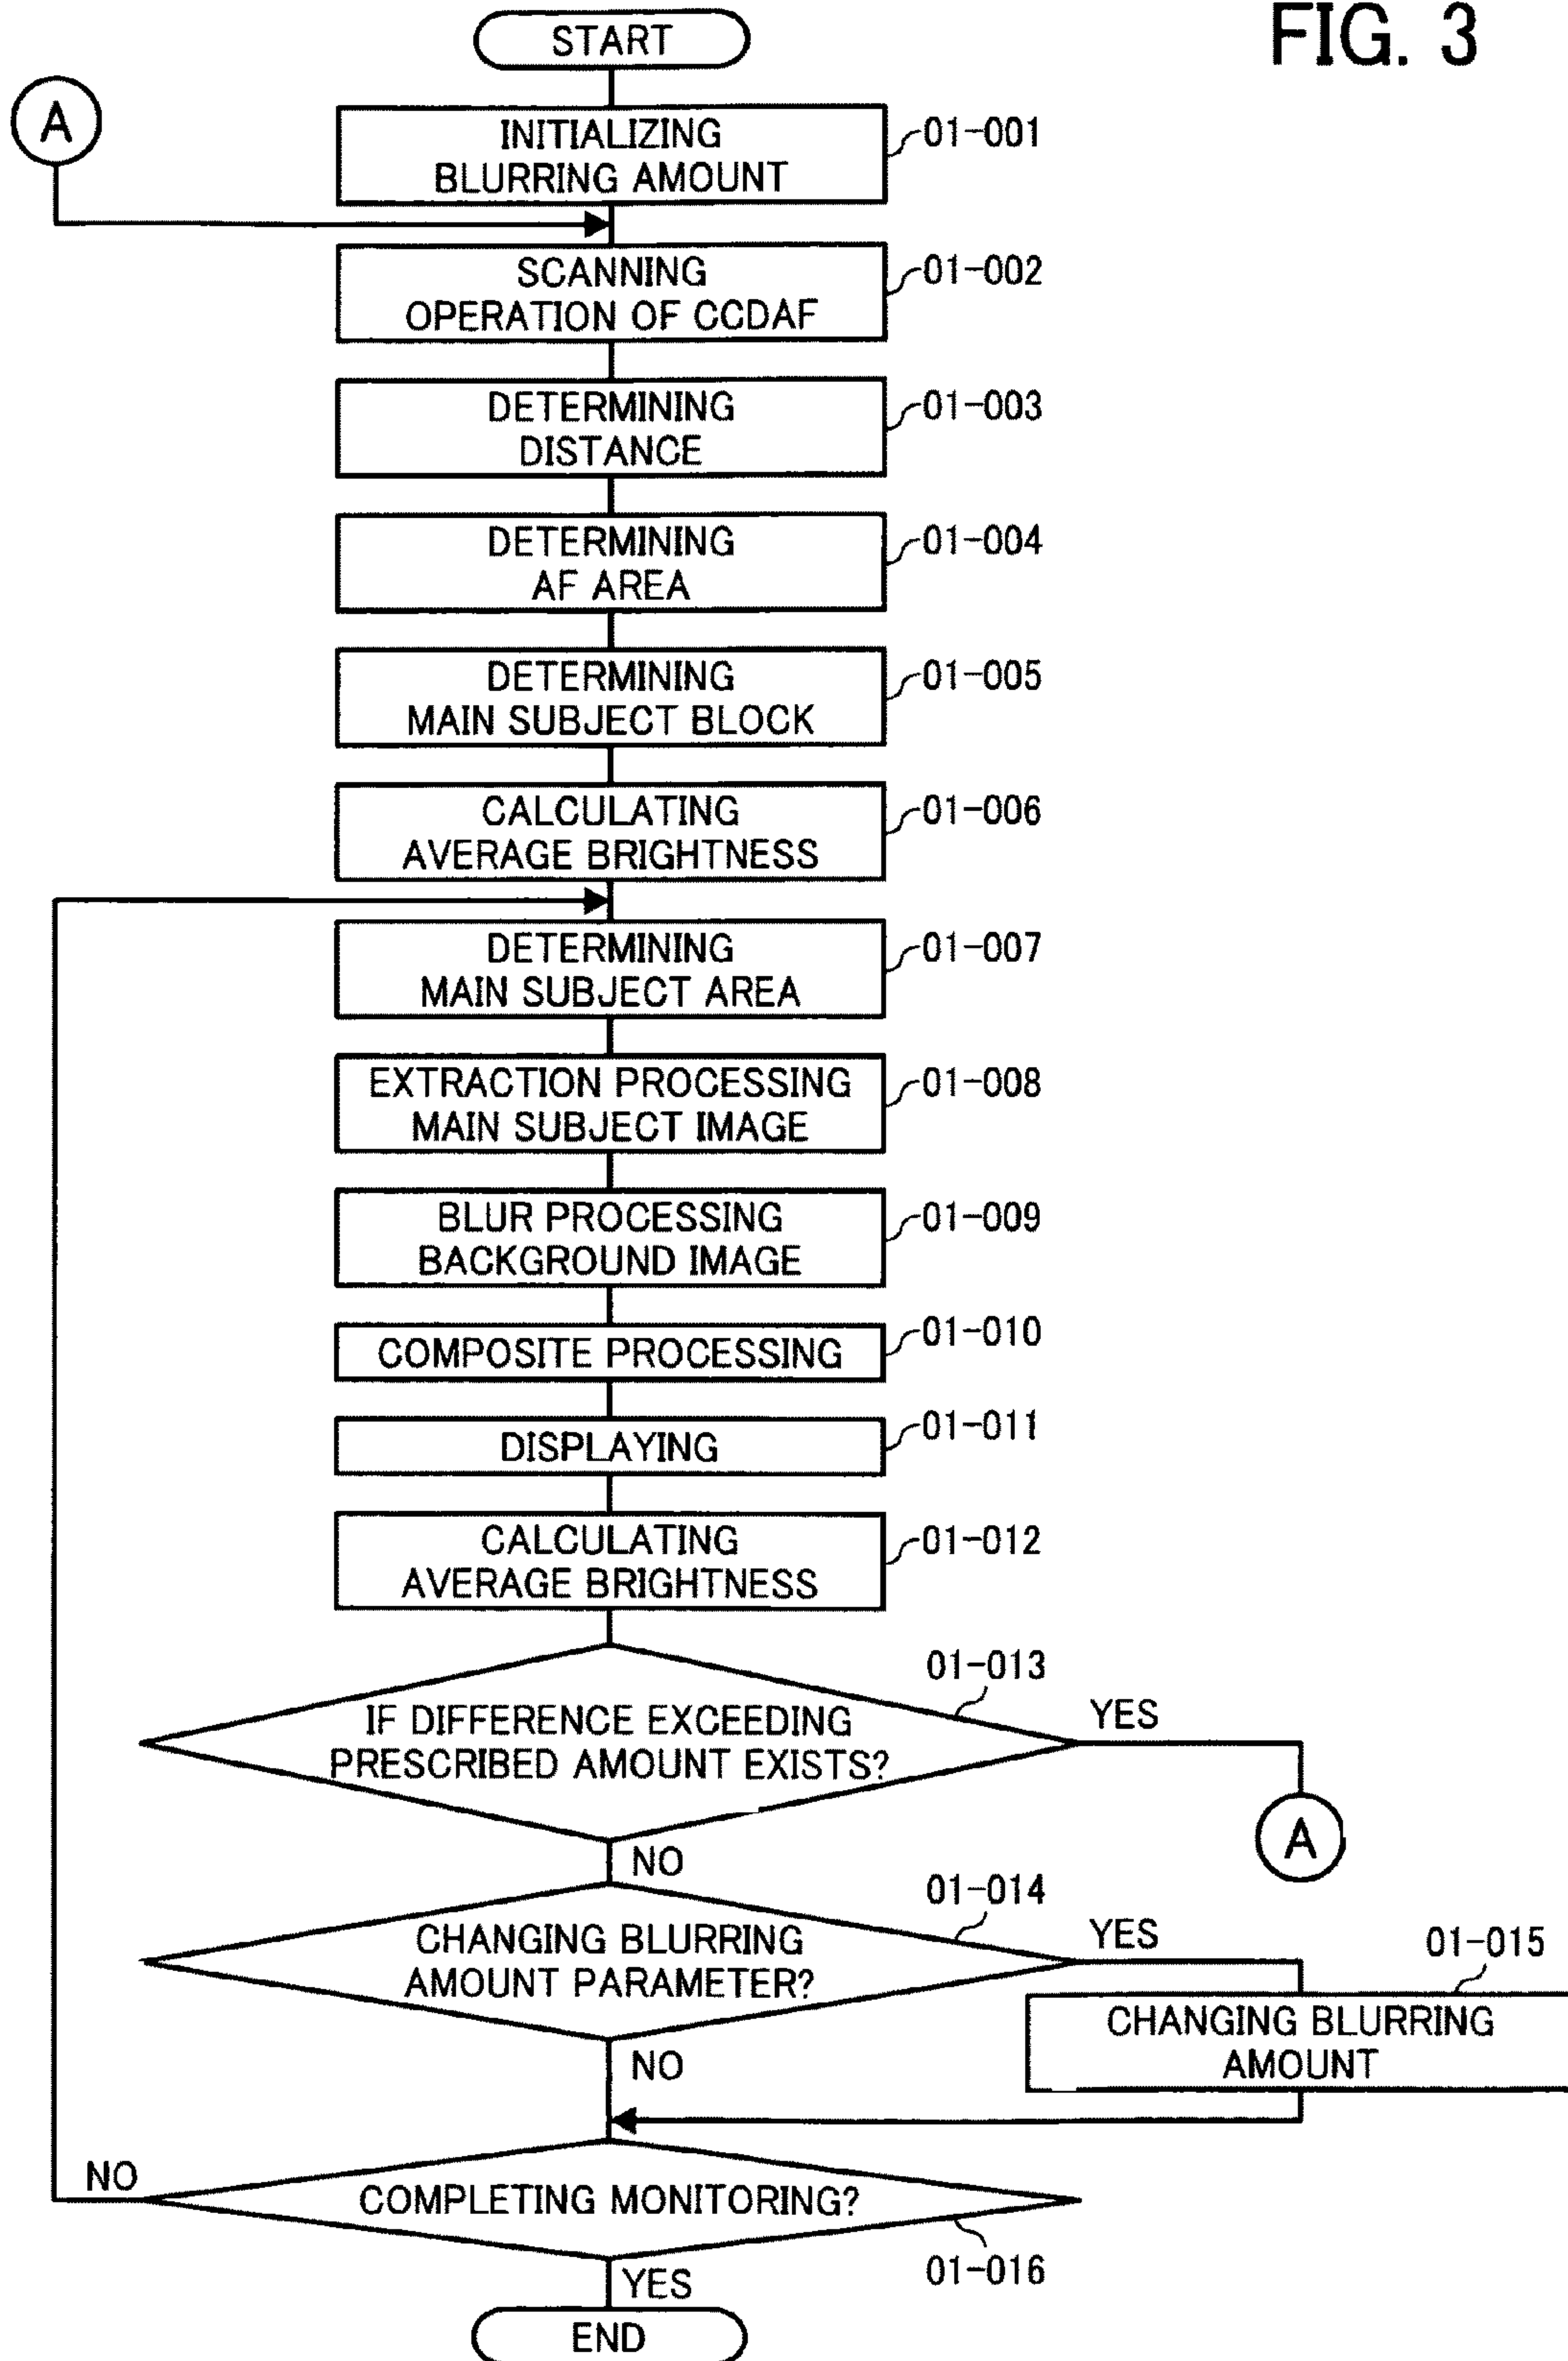 FIG. 3
START
A
INITIALIZING
BLURRING AMOUNT
01-001
SCANNING
OPERATION OF CCDAF
01-002
DETERMINING
DISTANCE
01-003
DETERMINING
AF AREA
01-004
DETERMINING
MAIN SUBJECT BLOCK
01-005
CALCULATING
AVERAGE BRIGHTNESS
01-006
DETERMINING
MAIN SUBJECT AREA
01-007
EXTRACTION PROCESSING
MAIN SUBJECT IMAGE
01-008
BLUR PROCESSING
BACKGROUND IMAGE
01-009
COMPOSITE PROCESSING
01-010
DISPLAYING
01-011
CALCULATING
AVERAGE BRIGHTNESS
01-012
01-013
IF DIFFERENCE EXCEEDING
PRESCRIBED AMOUNT EXISTS?
YES
A
NO
01-014
CHANGING BLURRING
AMOUNT PARAMETER?
YES
01-015
CHANGING BLURRING
AMOUNT
NO
NO
COMPLETING MONITORING?
01-016
YES
END